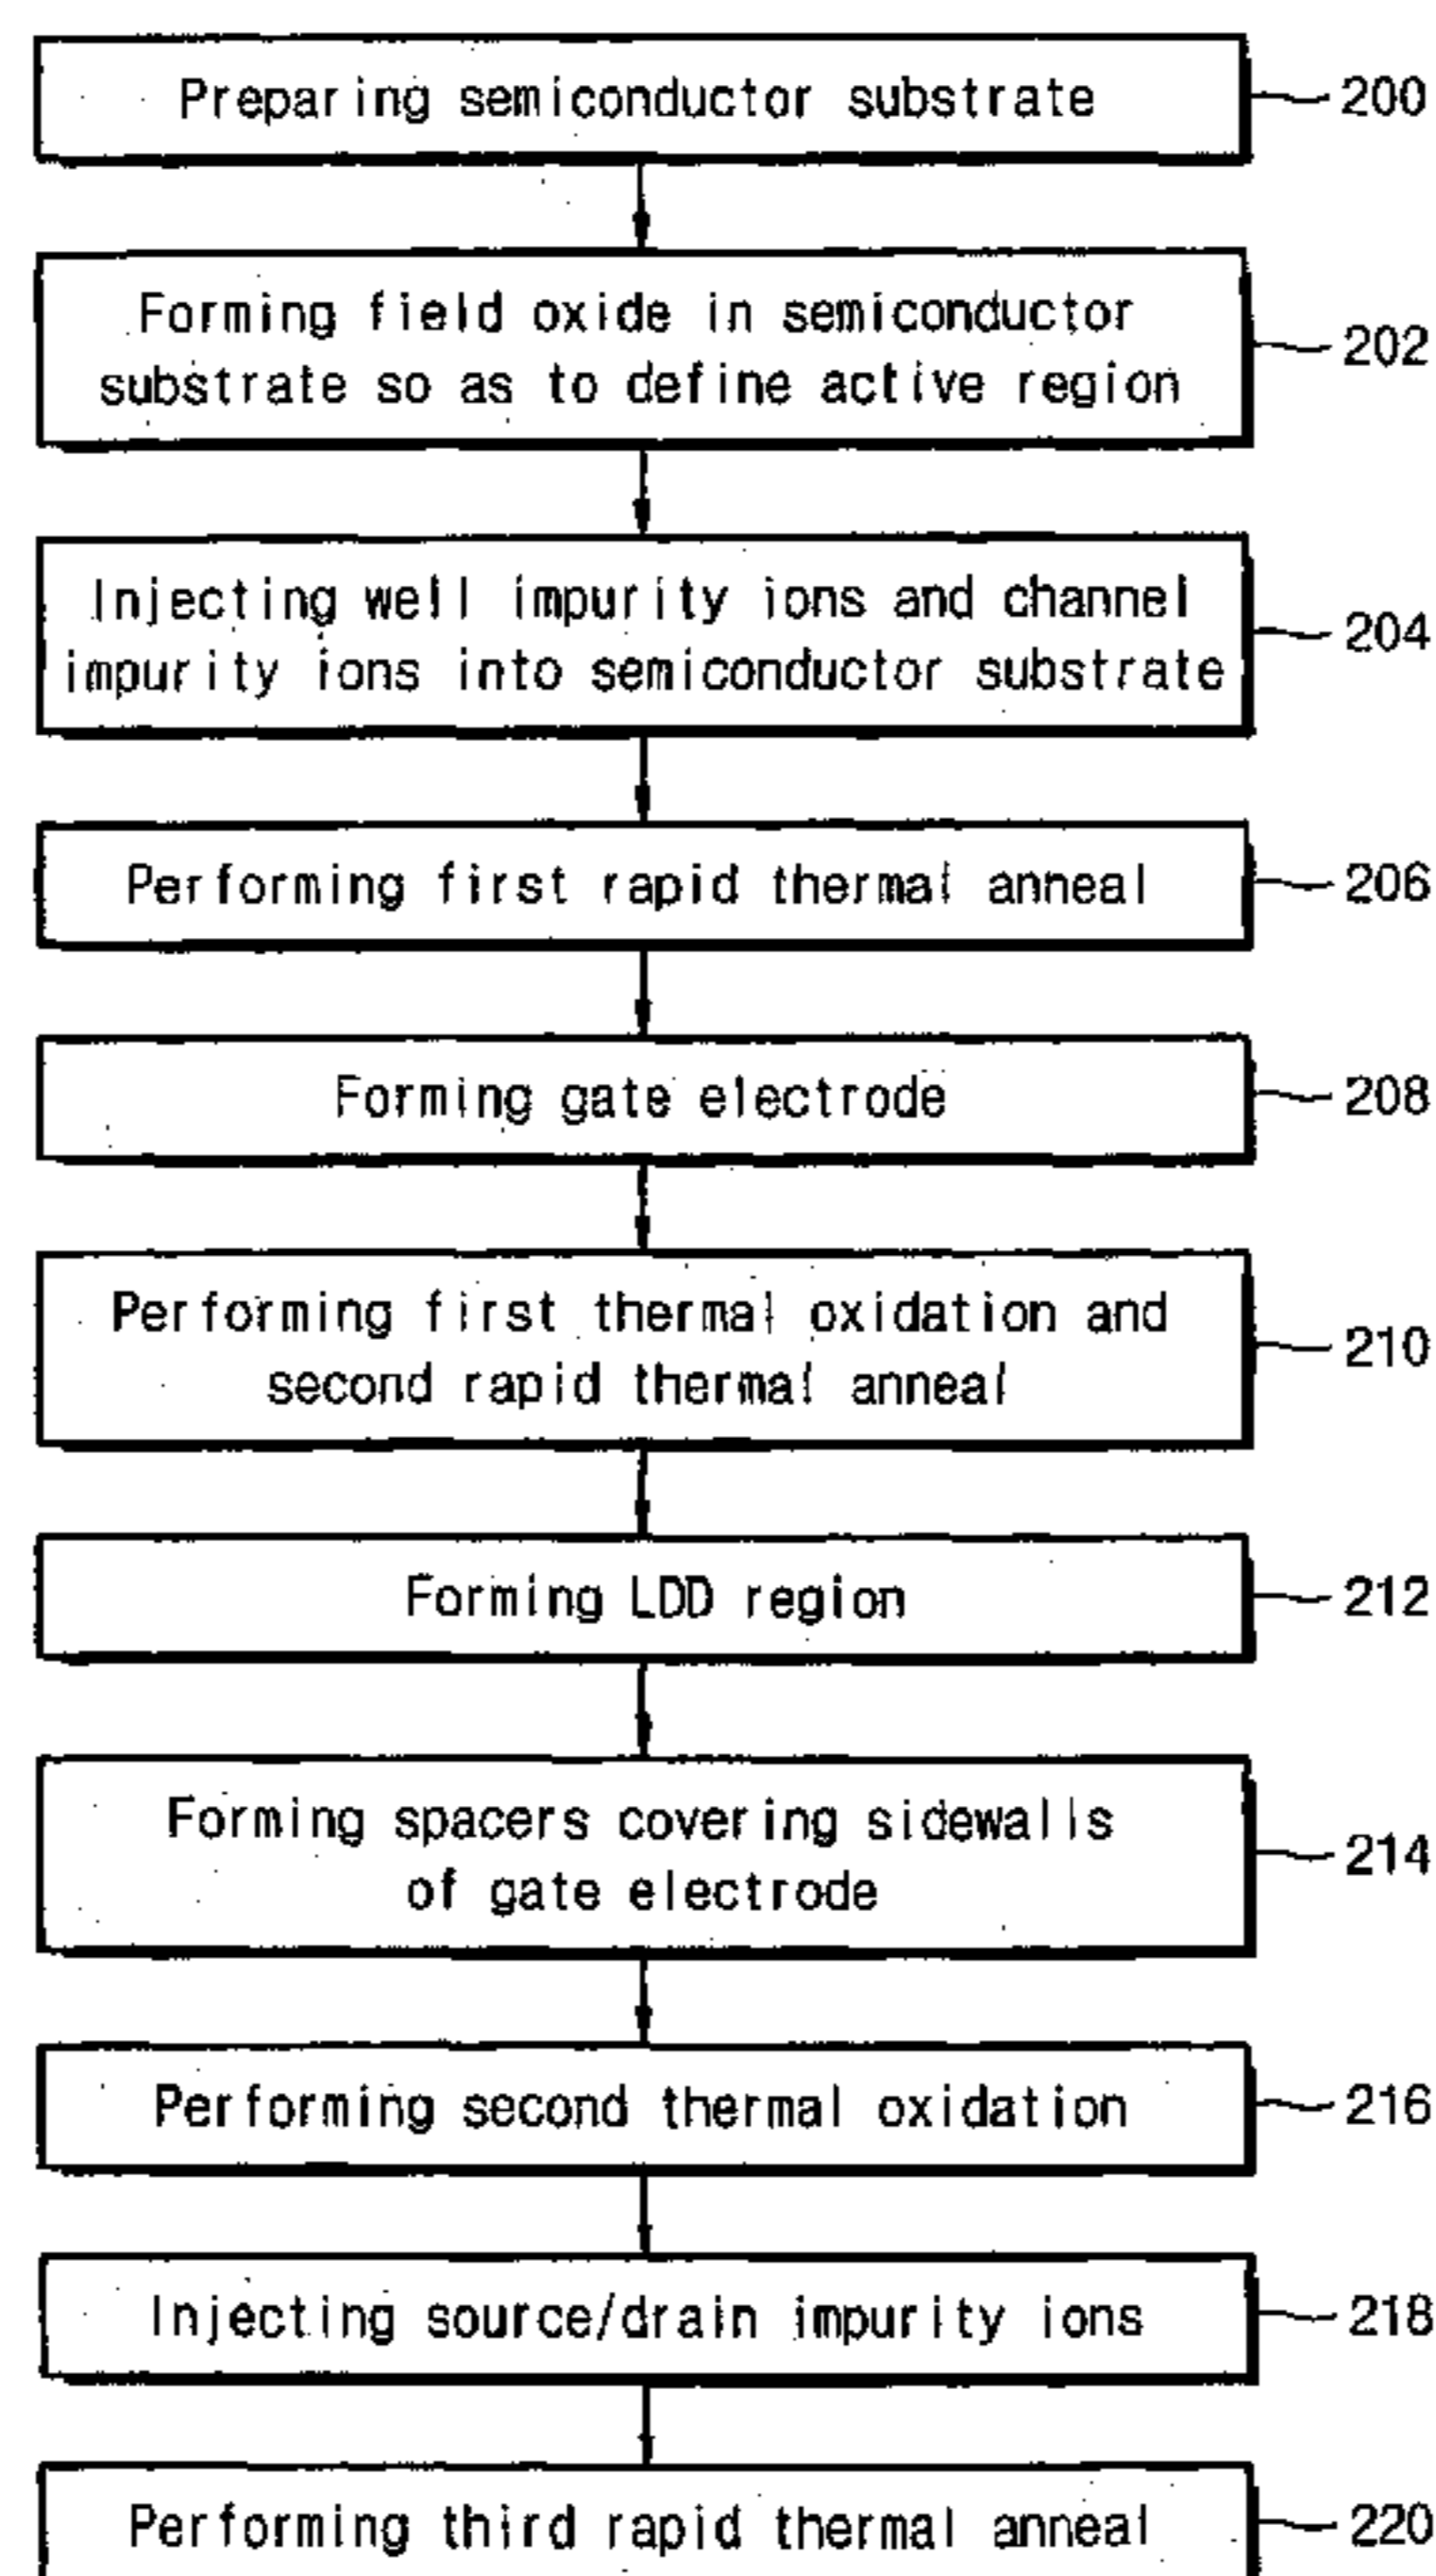 Preparing semiconductor substrate
200
Forming field oxide in semiconductor
substrate so as to define active region
202
Injecting well impurity ions and channel
impurity ions into semiconductor substrate
204
Performing first rapid thermal anneal
206
Forming gate electrode
208
Performing first thermal oxidation and
second rapid thermal anneal
210
Forming LDD region
212
Forming spacers covering sidewalls
of gate electrode
214
Performing second thermal oxidation
216
Injecting source/drain impurity ions
218
Performing third rapid thermal anneal
220